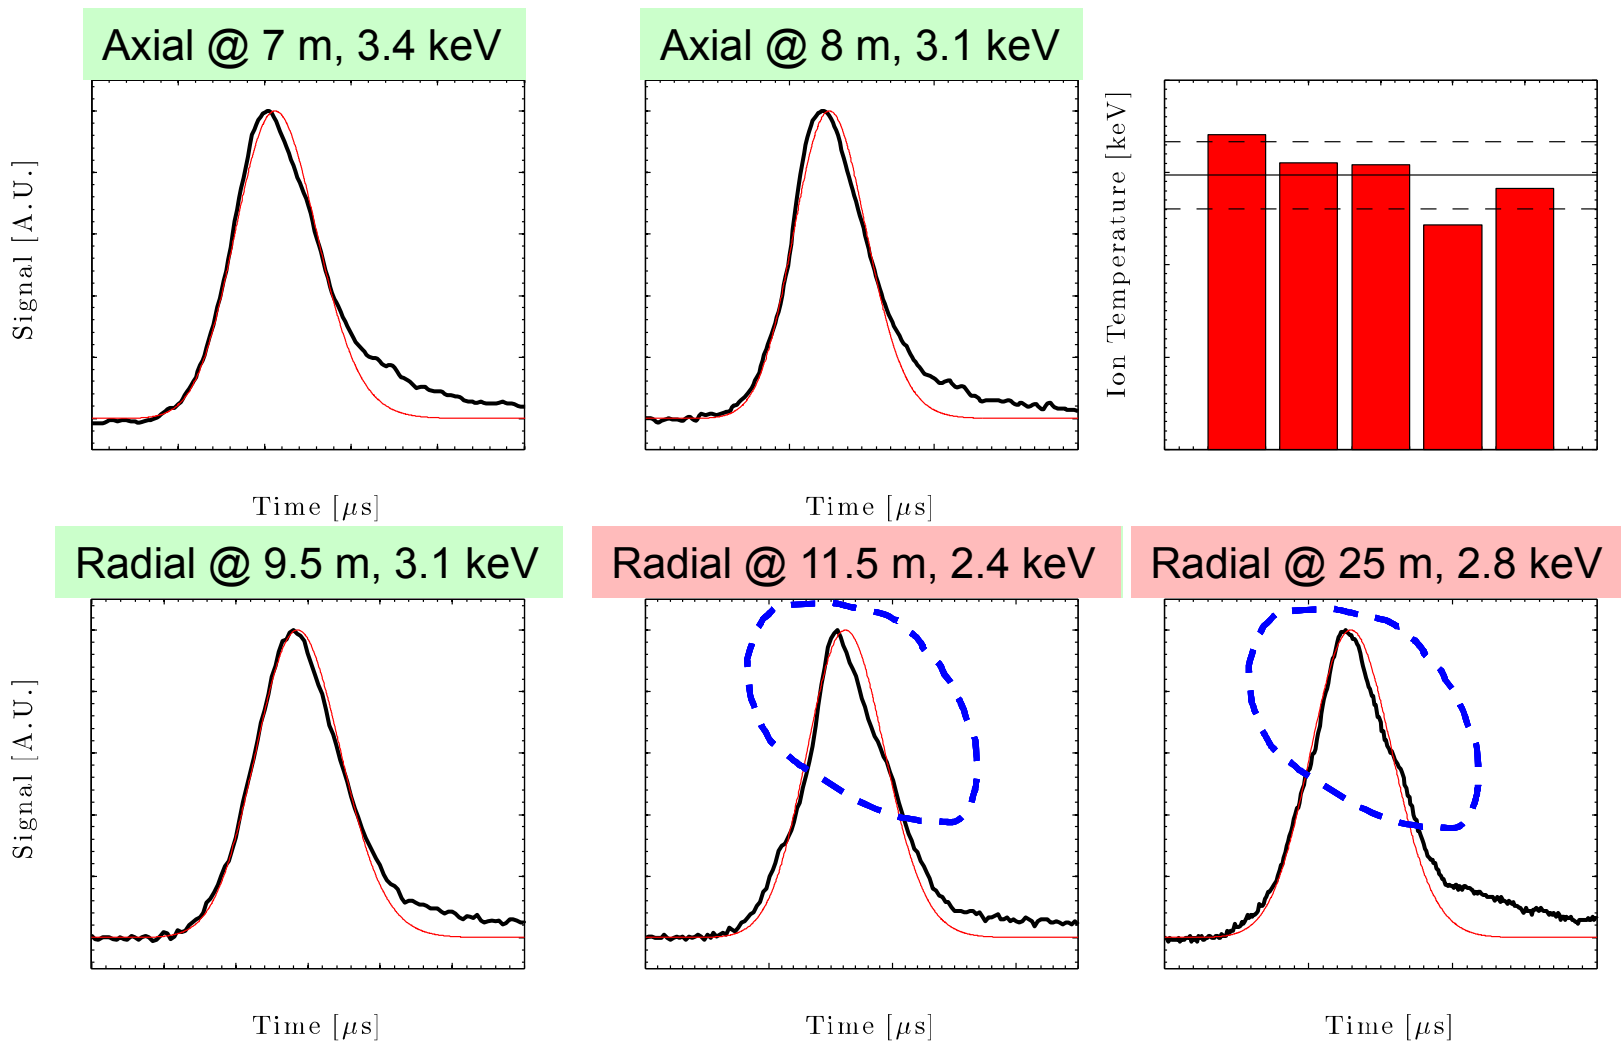 Axial @ 7 m, 3.4 keV
Axial @ 8 m, 3.1 keV
Signal [A.U.]
Ion Temperature [keV]
Time [μs]
Time [μs]
Radial @ 9.5 m, 3.1 keV
Radial @ 11.5 m, 2.4 keV
Radial @ 25 m, 2.8 keV
Signal [A.U.]
Time [μs]
Time [μs]
Time [μs]